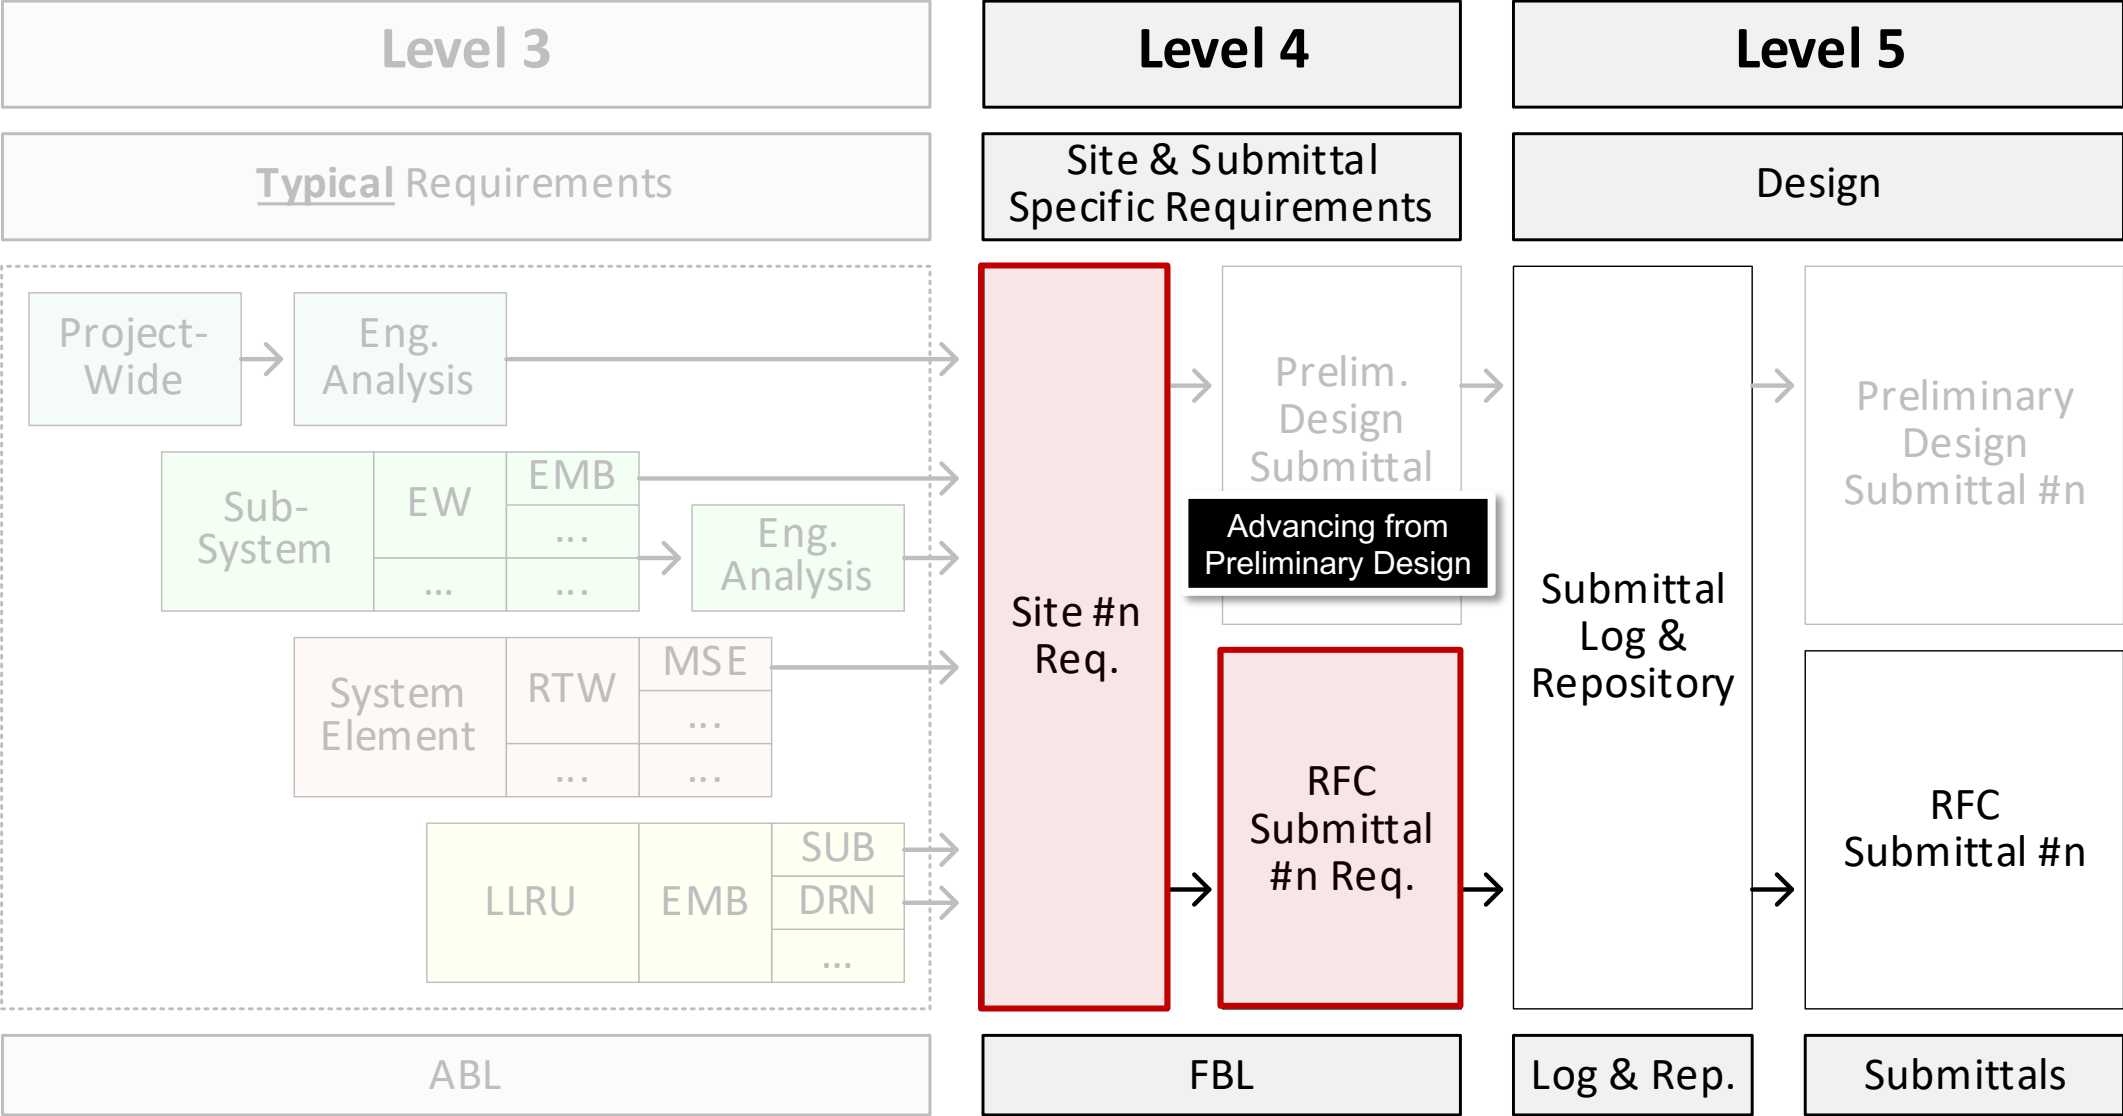 Level 3
Level 4
Level 5
Typical Requirements
Site & Submittal
Specific Requirements
Design
Project-
Wide
Eng.
Analysis
Sub-
System
EW
...
EMB
...
...
Eng.
Analysis
System
Element
RTW
...
MSE
...
...
LLRU
EMB
SUB
DRN
...
Site #n
Req.
Prelim.
Design
Submittal
Advancing from
Preliminary Design
RFC
Submittal
#n Req.
Submittal
Log &
Repository
Preliminary
Design
Submittal #n
RFC
Submittal #n
ABL
FBL
Log & Rep.
Submittals